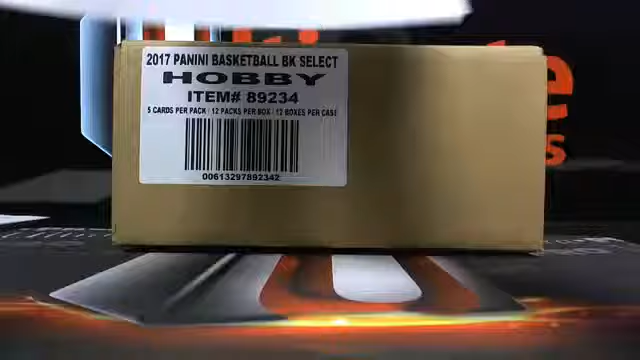 2017 PANINI BASKETBALL BK SELECT
HOBBY
ITEM# 89234
5 CARDS PER PACK | 12 PACKS PER BOX | 12 BOXES PER CASE
00613297892342